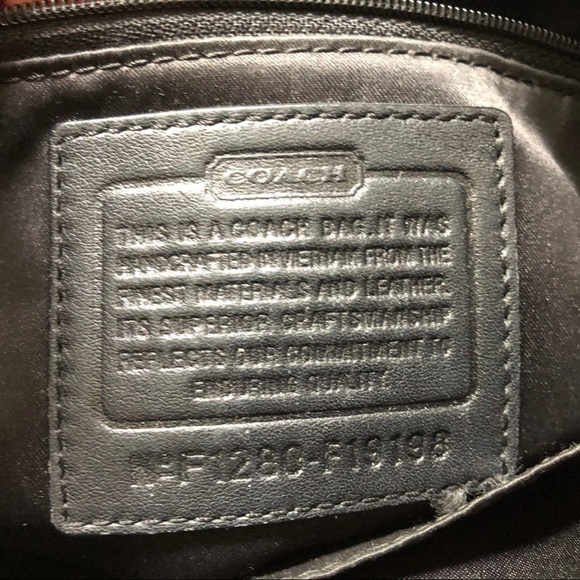 COACH
THIS IS A COACH BAG. IT WAS
HANDCRAFTED IN VIETNAM FROM THE
FINEST MATERIALS AND LEATHER.
ITS SUPERIOR CRAFTSMANSHIP
REFLECTS OUR COMMITMENT TO
ENDURING QUALITY.